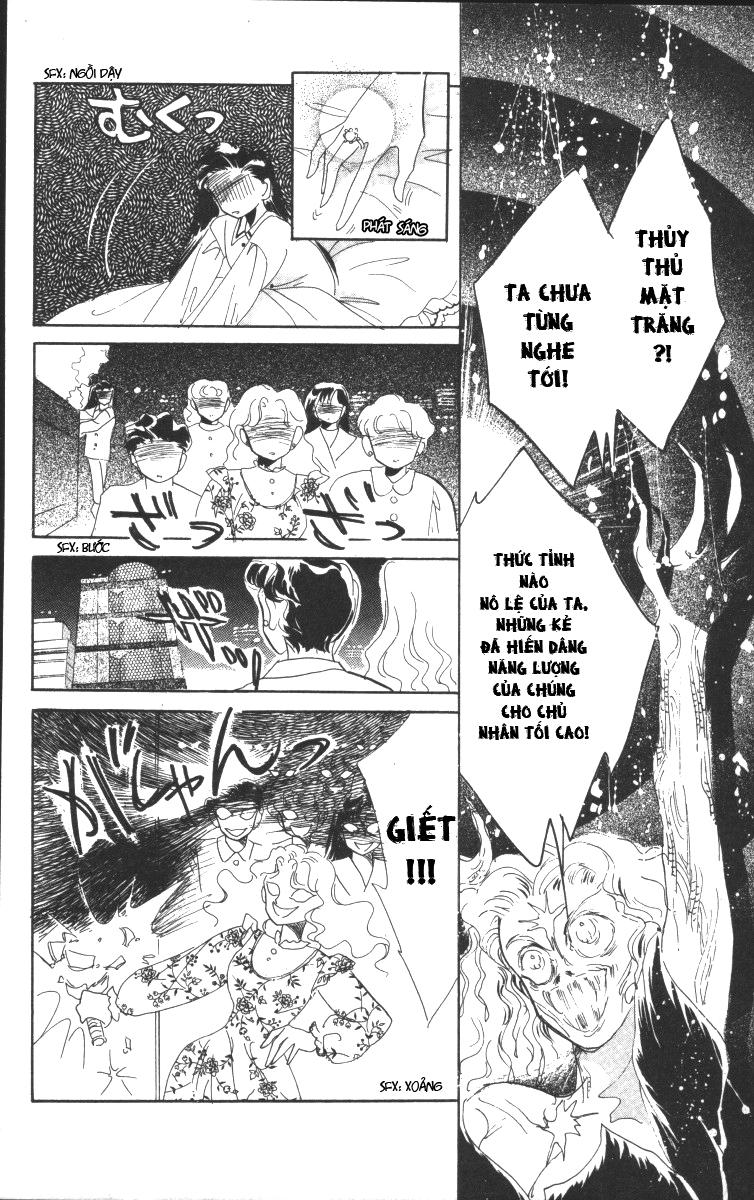 THỦY
THỦ
MẶT
TRĂNG
?!
TA CHƯA
TỪNG
NGHE
TỚI!
THỨC TỈNH
NÀO
NÔ LỆ CỦA TA,
NHỮNG KẺ
ĐÃ HIẾN DÂNG
NĂNG LƯỢNG
CỦA CHÚNG
CHO CHỦ
NHÂN TỐI CAO!
SFX: NGỒI DẬY
むくっ
PHÁT SÁNG
ざっ
ざっ
SFX: BƯỚC
ザッ
がしゃんっ
GIẾT
!!!
SFX: XOẢNG